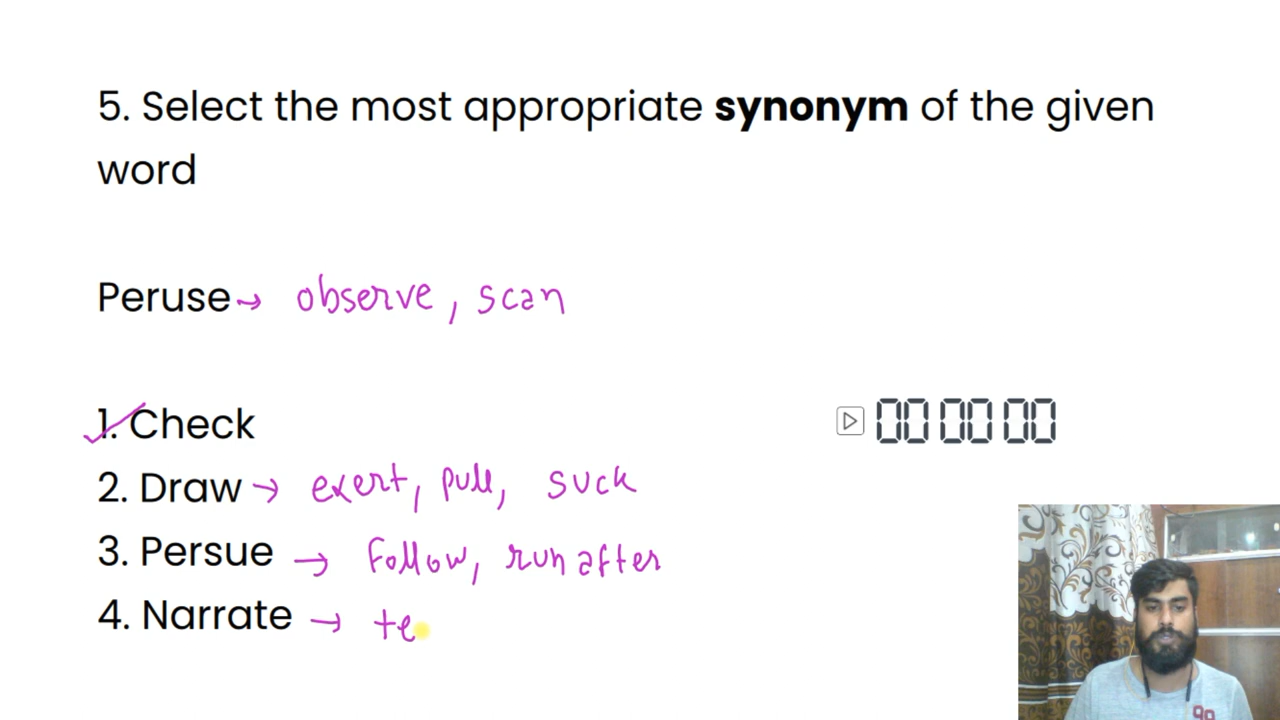 5. Select the most appropriate synonym of the given
word
Peruse → observe, scan
1. Check
2. Draw → exert, pull, suck
3. Persue → Follow, run after
4. Narrate → te
00 00 00
99